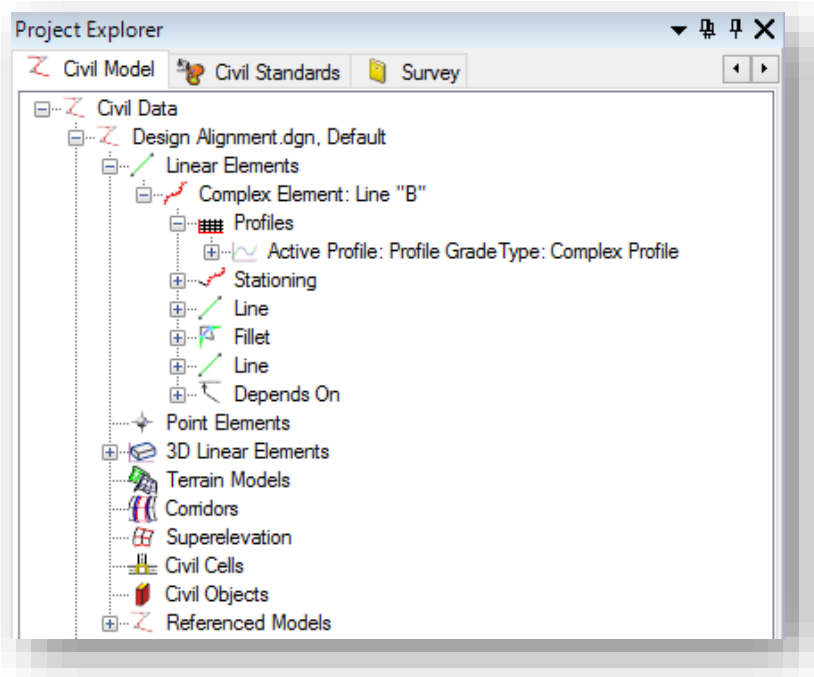 Project Explorer
Civil Model Civil Standards Survey
Civil Data
Design Alignment.dgn, Default
Linear Elements
Complex Element: Line "B"
Profiles
Active Profile: Profile GradeType: Complex Profile
Stationing
Line
Fillet
Line
Depends On
Point Elements
3D Linear Elements
Terrain Models
Corridors
Superelevation
Civil Cells
Civil Objects
Referenced Models